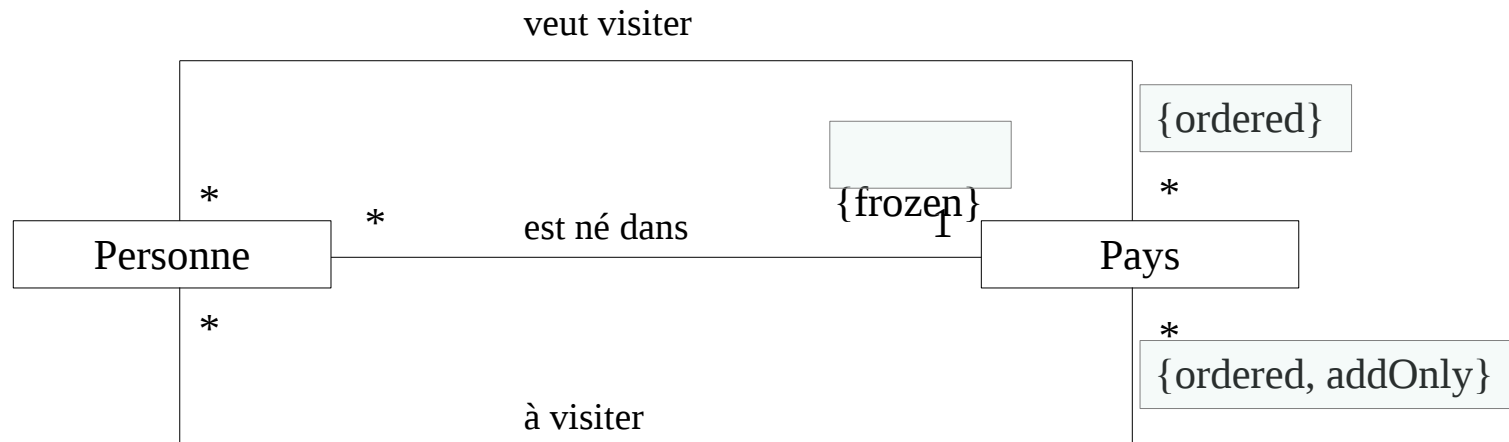 veut visiter
{ordered}
*
*
{frozen}
*
est né dans
1
Personne
Pays
*
*
{ordered, addOnly}
à visiter